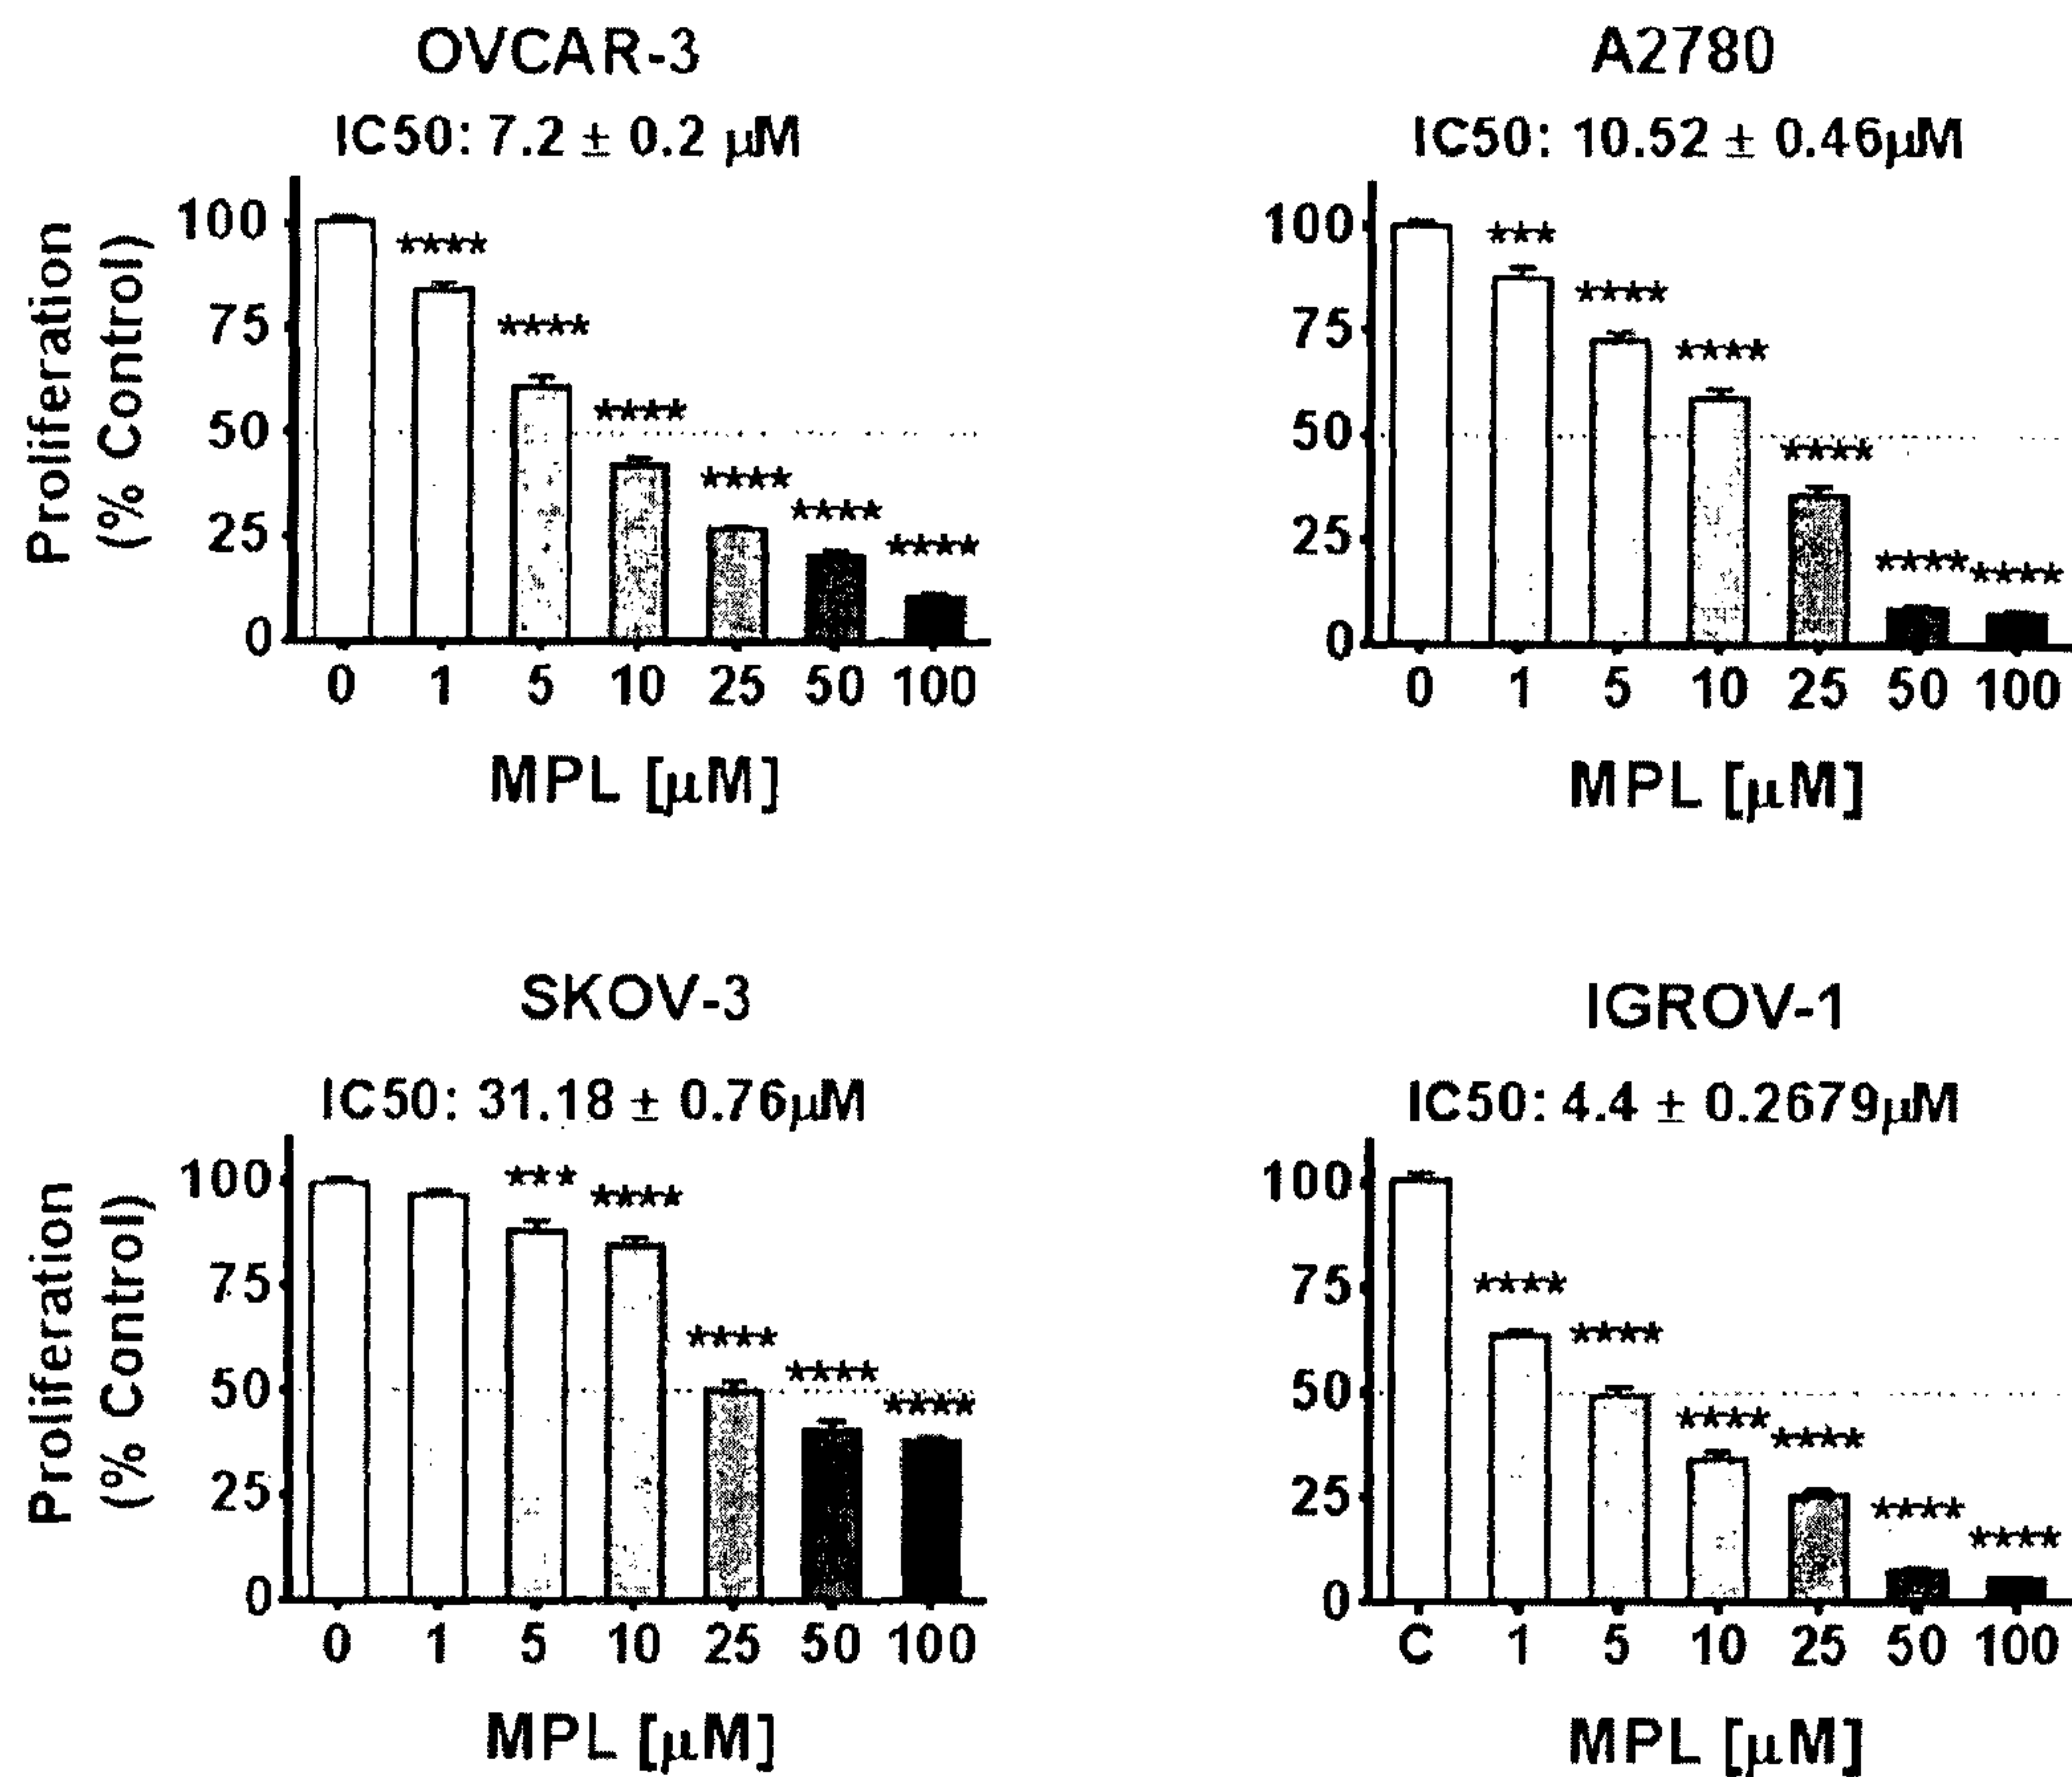 OVCAR-3
IC50: 7.2 ± 0.2 µM
Proliferation
(% Control)
100
75
50
25
0
****
****
****
****
****
****
0 1 5 10 25 50 100
MPL [µM]
A2780
IC50: 10.52 ± 0.46µM
100
75
50
25
0
***
****
****
****
****
****
0 1 5 10 25 50 100
MPL [µM]
SKOV-3
IC50: 31.18 ± 0.76µM
Proliferation
(% Control)
100
75
50
25
0
***
****
****
****
****
0 1 5 10 25 50 100
MPL [µM]
IGROV-1
IC50: 4.4 ± 0.2679µM
100
75
50
25
0
****
****
****
****
****
****
C 1 5 10 25 50 100
MPL [µM]